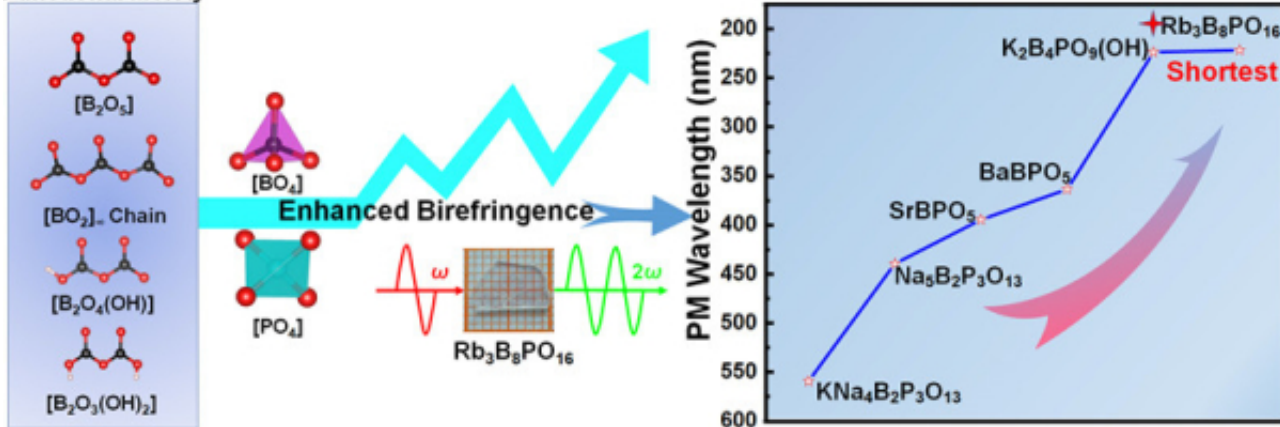 [B₂O₅]
[BO₂]∞ Chain
[B₂O₄(OH)]
[B₂O₃(OH)₂]
[BO₄]
Enhanced Birefringence
[PO₄]
ω
2ω
Rb₃B₈PO₁₆
PM Wavelength (nm)
200
250
300
350
400
450
500
550
600
Rb₃B₈PO₁₆
K₂B₄PO₉(OH)
Shortest
BaBPO₅
SrBPO₅
Na₅B₂P₃O₁₃
KNa₄B₂P₃O₁₃